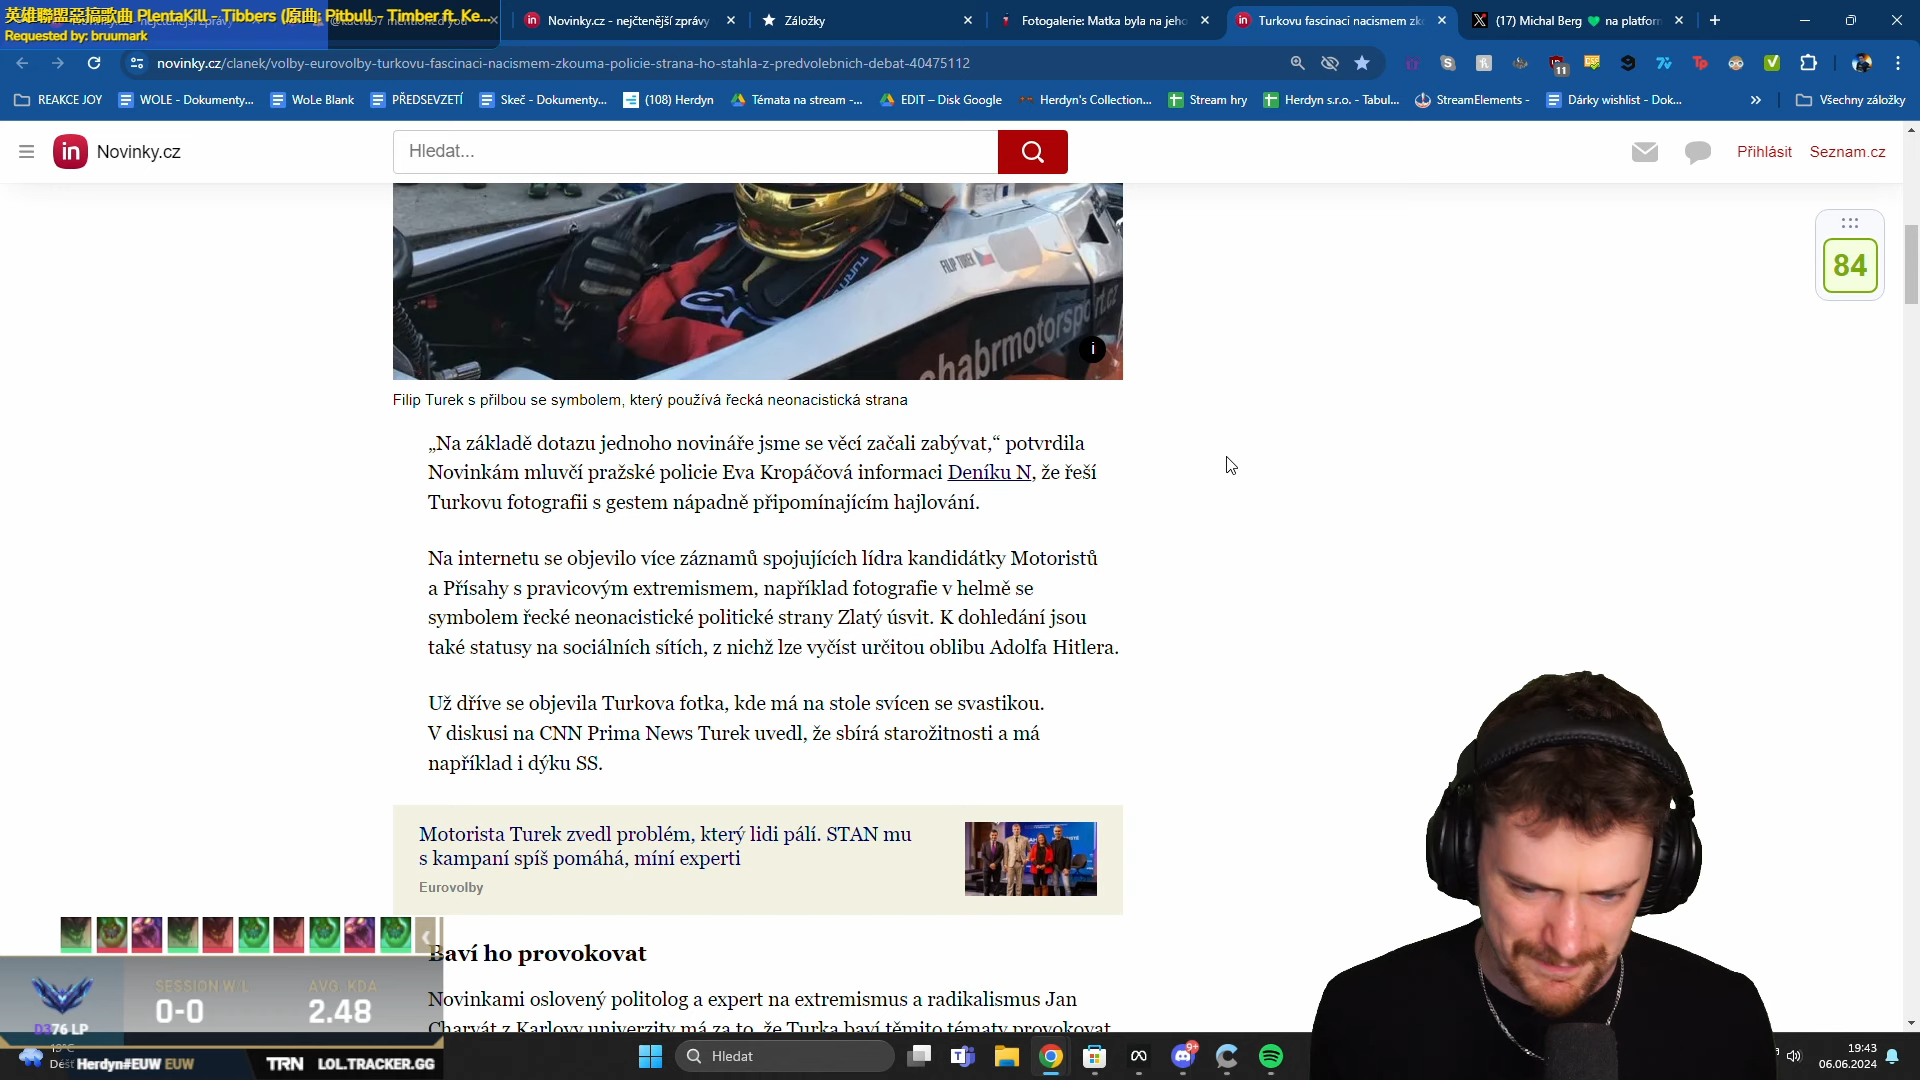 英雄聯盟惡搞歌曲 PlentaKill - Tibbers (原曲: Pitbull - Timber ft. Ke...
Requested by: bruumark
Novinky.cz - nejčtenější zprávy
Záložky
Fotogalerie: Matka byla na jeho
Turkovu fascinaci nacismem zk
(17) Michal Berg 💚 na platform
novinky.cz/clanek/volby-eurovolby-turkovu-fascinaci-nacismem-zkouma-policie-strana-ho-stahla-z-predvolebnich-debat-40475112
11
REAKCE JOY
WOLE - Dokumenty...
WoLe Blank
PŘEDSEVZETÍ
Skeč - Dokumenty...
(108) Herdyn
Témata na stream -...
EDIT – Disk Google
Herdyn's Collection...
Stream hry
Herdyn s.r.o. - Tabul...
StreamElements -
Dárky wishlist - Dok...
»
Všechny záložky
in Novinky.cz
Hledat...
Přihlásit
Seznam.cz
84
FILIP TUREK
chabrmotorsport.cz
i
Filip Turek s přilbou se symbolem, který používá řecká neonacistická strana
„Na základě dotazu jednoho novináře jsme se věcí začali zabývat,“ potvrdila
Novinkám mluvčí pražské policie Eva Kropáčová informaci Deníku N, že řeší
Turkovu fotografii s gestem nápadně připomínajícím hajlování.
Na internetu se objevilo více záznamů spojujících lídra kandidátky Motoristů
a Přísahy s pravicovým extremismem, například fotografie v helmě se
symbolem řecké neonacistické politické strany Zlatý úsvit. K dohledání jsou
také statusy na sociálních sítích, z nichž lze vyčíst určitou oblibu Adolfa Hitlera.
Už dříve se objevila Turkova fotka, kde má na stole svícen se svastikou.
V diskusi na CNN Prima News Turek uvedl, že sbírá starožitnosti a má
například i dýku SS.
Motorista Turek zvedl problém, který lidi pálí. STAN mu
s kampaní spíš pomáhá, míní experti
Eurovolby
Baví ho provokovat
Novinkami oslovený politolog a expert na extremismus a radikalismus Jan
Charvát z Karlovy univerzity má za to, že Turka baví těmito tématy provokovat
SESSION W/L
0-0
AVG. KDA
2.48
D3 76 LP
Herdyn#EUW EUW
TRN LOL.TRACKER.GG
Hledat
9+
19:43
06.06.2024